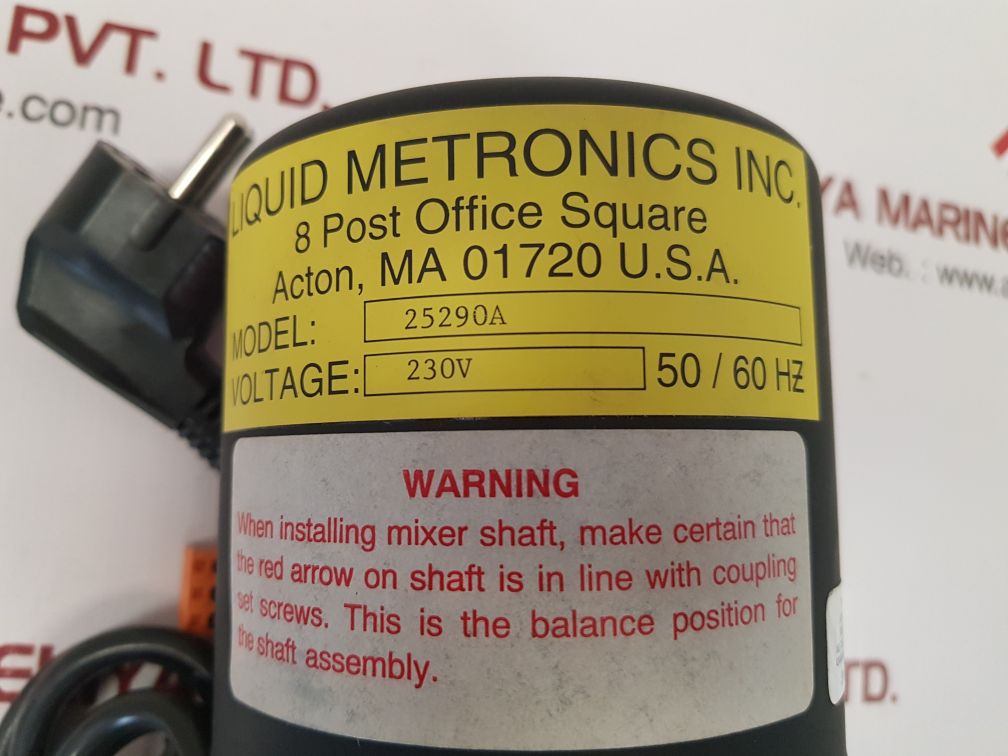 PVT. LTD.
e.com
LIQUID METRONICS INC.
8 Post Office Square
Acton, MA 01720 U.S.A.
MODEL: 25290A
VOLTAGE: 230V 50 / 60 HZ
YA MARINE
Web. : www.a
WARNING
When installing mixer shaft, make certain that
the red arrow on shaft is in line with coupling
set screws. This is the balance position for
the shaft assembly.
TD.